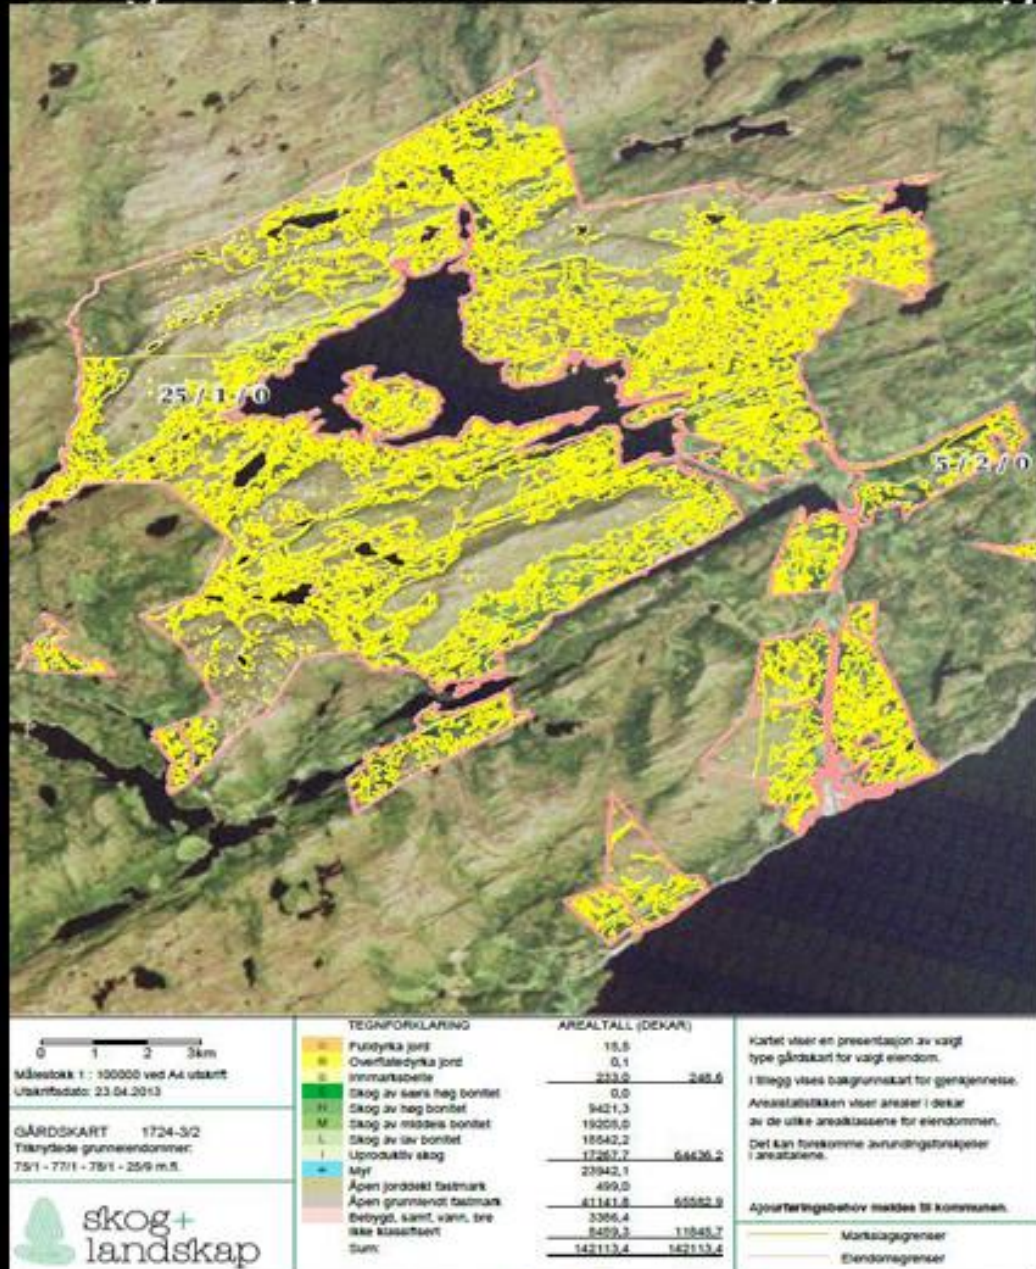 25 / 1 / 0
5 / 2 / 0
0 1 2 3km
Målestokk 1 : 100000 ved A4 utskrift
Utskriftsdato: 23.04.2013
GÅRDSKART 1724-3/2
Tilknyttede grunneiendommer:
75/1 - 77/1 - 78/1 - 25/9 m.fl.
skog+
landskap
TEGNFORKLARING AREALTALL (DEKAR)
Fulldyrka jord 15,5
Overflatedyrka jord 0,1
Innmarksbeite 233,0 248,6
Skog av særs høg bonitet 0,0
H Skog av høg bonitet 9421,3
M Skog av middels bonitet 19205,0
L Skog av lav bonitet 18542,2
I Uproduktiv skog 17267,7 64436,2
Myr 23942,1
Åpen jorddekt fastmark 499,0
Åpen grunnlendt fastmark 41141,8 65582,9
Bebygd, samf, vann, bre 3386,4
Ikke klassifisert 8459,3 11845,7
Sum: 142113,4 142113,4
Kartet viser en presentasjon av valgt
type gårdskart for valgt eiendom.
I tillegg vises bakgrunnskart for gjenkjennelse.
Arealstatistikken viser arealer i dekar
av de ulike arealklassene for eiendommen.
Det kan forekomme avrundingsforskjeller
i arealtallene.
Ajourføringsbehov meldes til kommunen.
Markslagsgrenser
Eiendomsgrenser